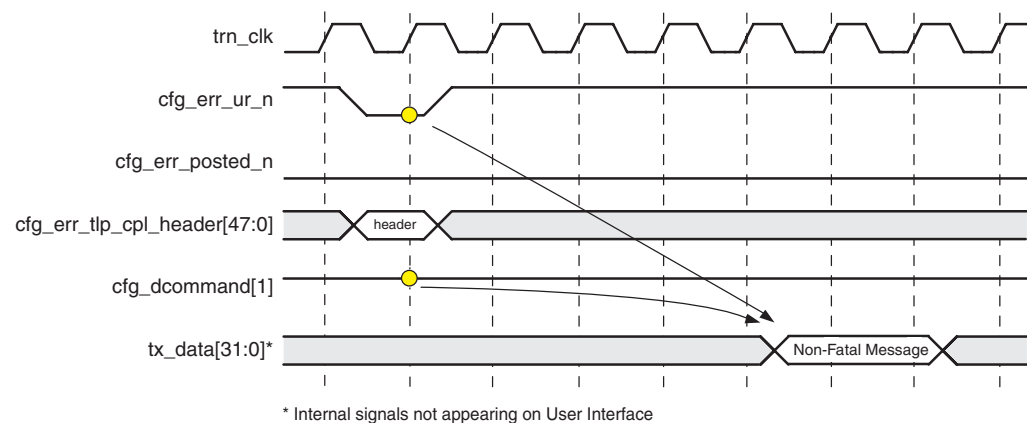 trn_clk
cfg_err_ur_n
cfg_err_posted_n
cfg_err_tlp_cpl_header[47:0]
header
cfg_dcommand[1]
tx_data[31:0]*
Non-Fatal Message
* Internal signals not appearing on User Interface